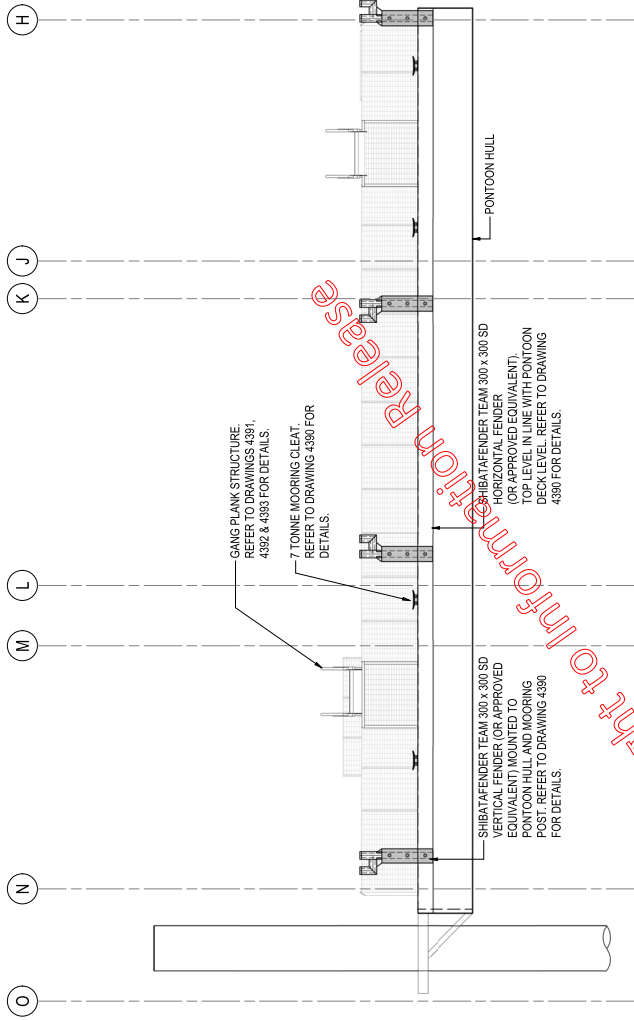 O
N
M
L
K
J
H
GANG PLANK STRUCTURE.
REFER TO DRAWINGS 4391,
4392 & 4393 FOR DETAILS.
7 TONNE MOORING CLEAT.
REFER TO DRAWING 4390 FOR
DETAILS.
PONTOON HULL
SHIBATAFENDER TEAM 300 x 300 SD
VERTICAL FENDER (OR APPROVED
EQUIVALENT) MOUNTED TO
PONTOON HULL AND MOORING
POST. REFER TO DRAWING 4390
FOR DETAILS.
SHIBATAFENDER TEAM 300 x 300 SD
HORIZONTAL FENDER
(OR APPROVED EQUIVALENT).
TOP LEVEL IN LINE WITH PONTOON
DECK LEVEL. REFER TO DRAWING
4390 FOR DETAILS.
ght to Information Release